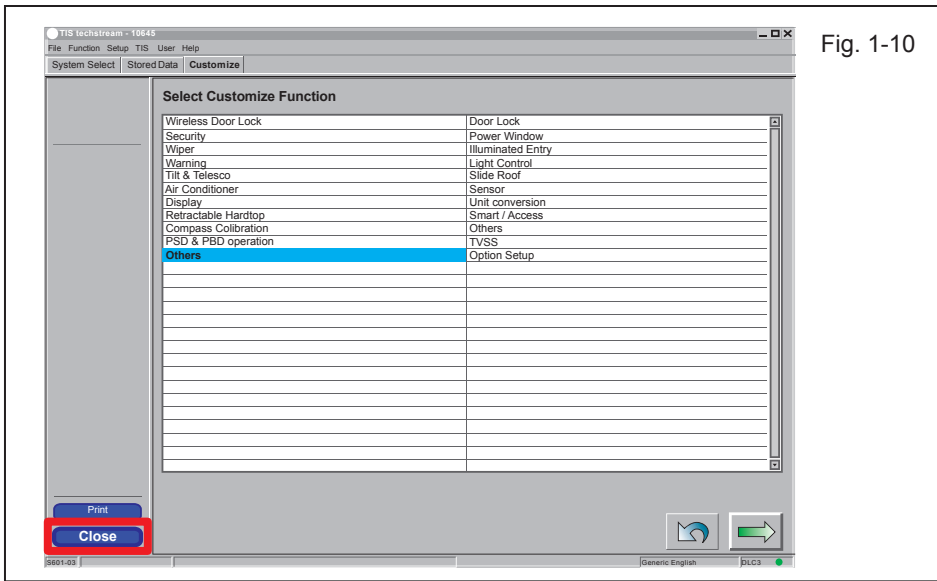 TIS techstream - 10645
Fig. 1-10
File Function Setup TIS User Help
System Select Stored Data Customize
Select Customize Function
Wireless Door Lock Door Lock
Security Power Window
Wiper Illuminated Entry
Warning Light Control
Tilt & Telesco Slide Roof
Air Conditioner Sensor
Display Unit conversion
Retractable Hardtop Smart / Access
Compass Colibration Others
PSD & PBD operation TVSS
Others Option Setup
Print
Close
S601-03 Generic English DLC3